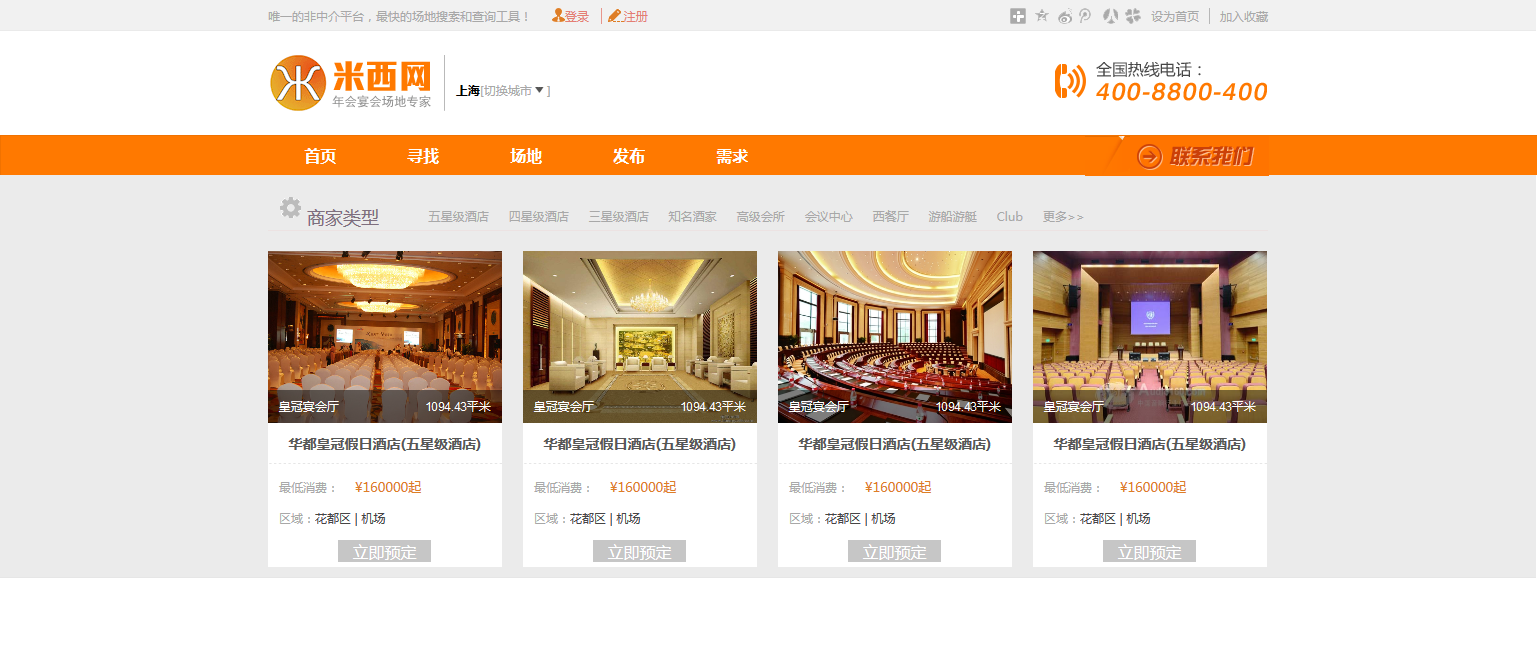 唯一的非中介平台，最快的场地搜索和查询工具！ 登录 注册 设为首页 加入收藏
米西网
年会宴会场地专家
上海[切换城市 ]
全国热线电话：
400-8800-400
首页 寻找 场地 发布 需求 联系我们
商家类型 五星级酒店 四星级酒店 三星级酒店 知名酒家 高级会所 会议中心 西餐厅 游船游艇 Club 更多>>
皇冠宴会厅 1094.43平米 皇冠宴会厅 1094.43平米 皇冠宴会厅 1094.43平米 皇冠宴会厅 1094.43平米
华都皇冠假日酒店(五星级酒店) 华都皇冠假日酒店(五星级酒店) 华都皇冠假日酒店(五星级酒店) 华都皇冠假日酒店(五星级酒店)
最低消费： ¥160000起 最低消费： ¥160000起 最低消费： ¥160000起 最低消费： ¥160000起
区域：花都区 | 机场 区域：花都区 | 机场 区域：花都区 | 机场 区域：花都区 | 机场
立即预定 立即预定 立即预定 立即预定